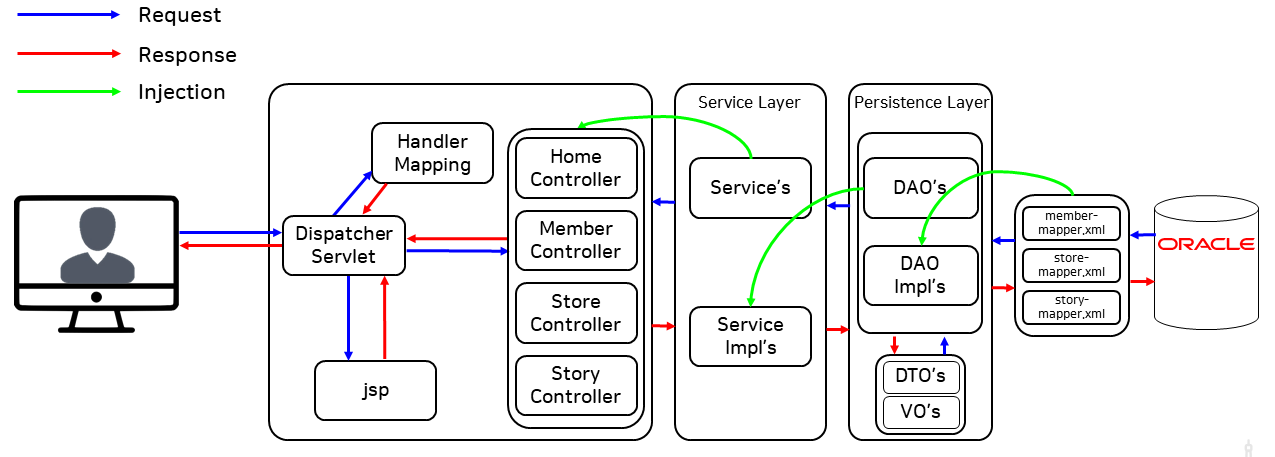 Request
Response
Injection
Handler
Mapping
Dispatcher
Servlet
jsp
Home
Controller
Member
Controller
Store
Controller
Story
Controller
Service Layer
Service's
Service
Impl's
Persistence Layer
DAO's
DAO
Impl's
DTO's
VO's
member-
mapper,xml
store-
mapper,xml
story-
mapper,xml
ORACLE